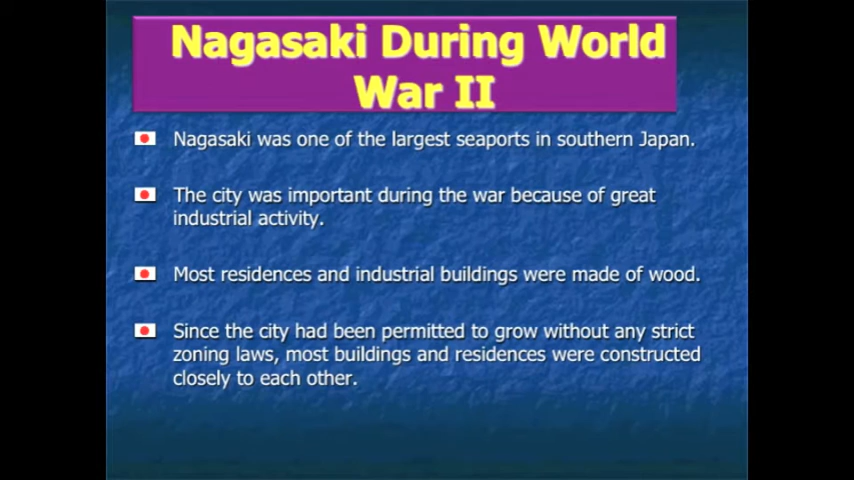 Nagasaki During World
War II
Nagasaki was one of the largest seaports in southern Japan.
The city was important during the war because of great
industrial activity.
Most residences and industrial buildings were made of wood.
Since the city had been permitted to grow without any strict
zoning laws, most buildings and residences were constructed
closely to each other.